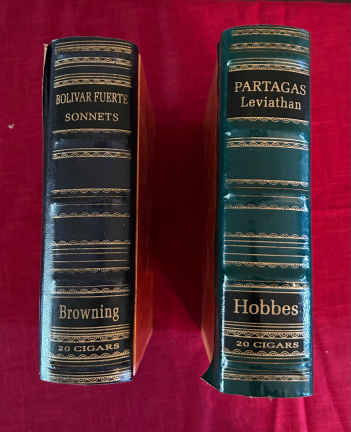 BOLIVAR FUERTE
SONNETS
Browning
20 CIGARS
PARTAGAS
Leviathan
Hobbes
20 CIGARS